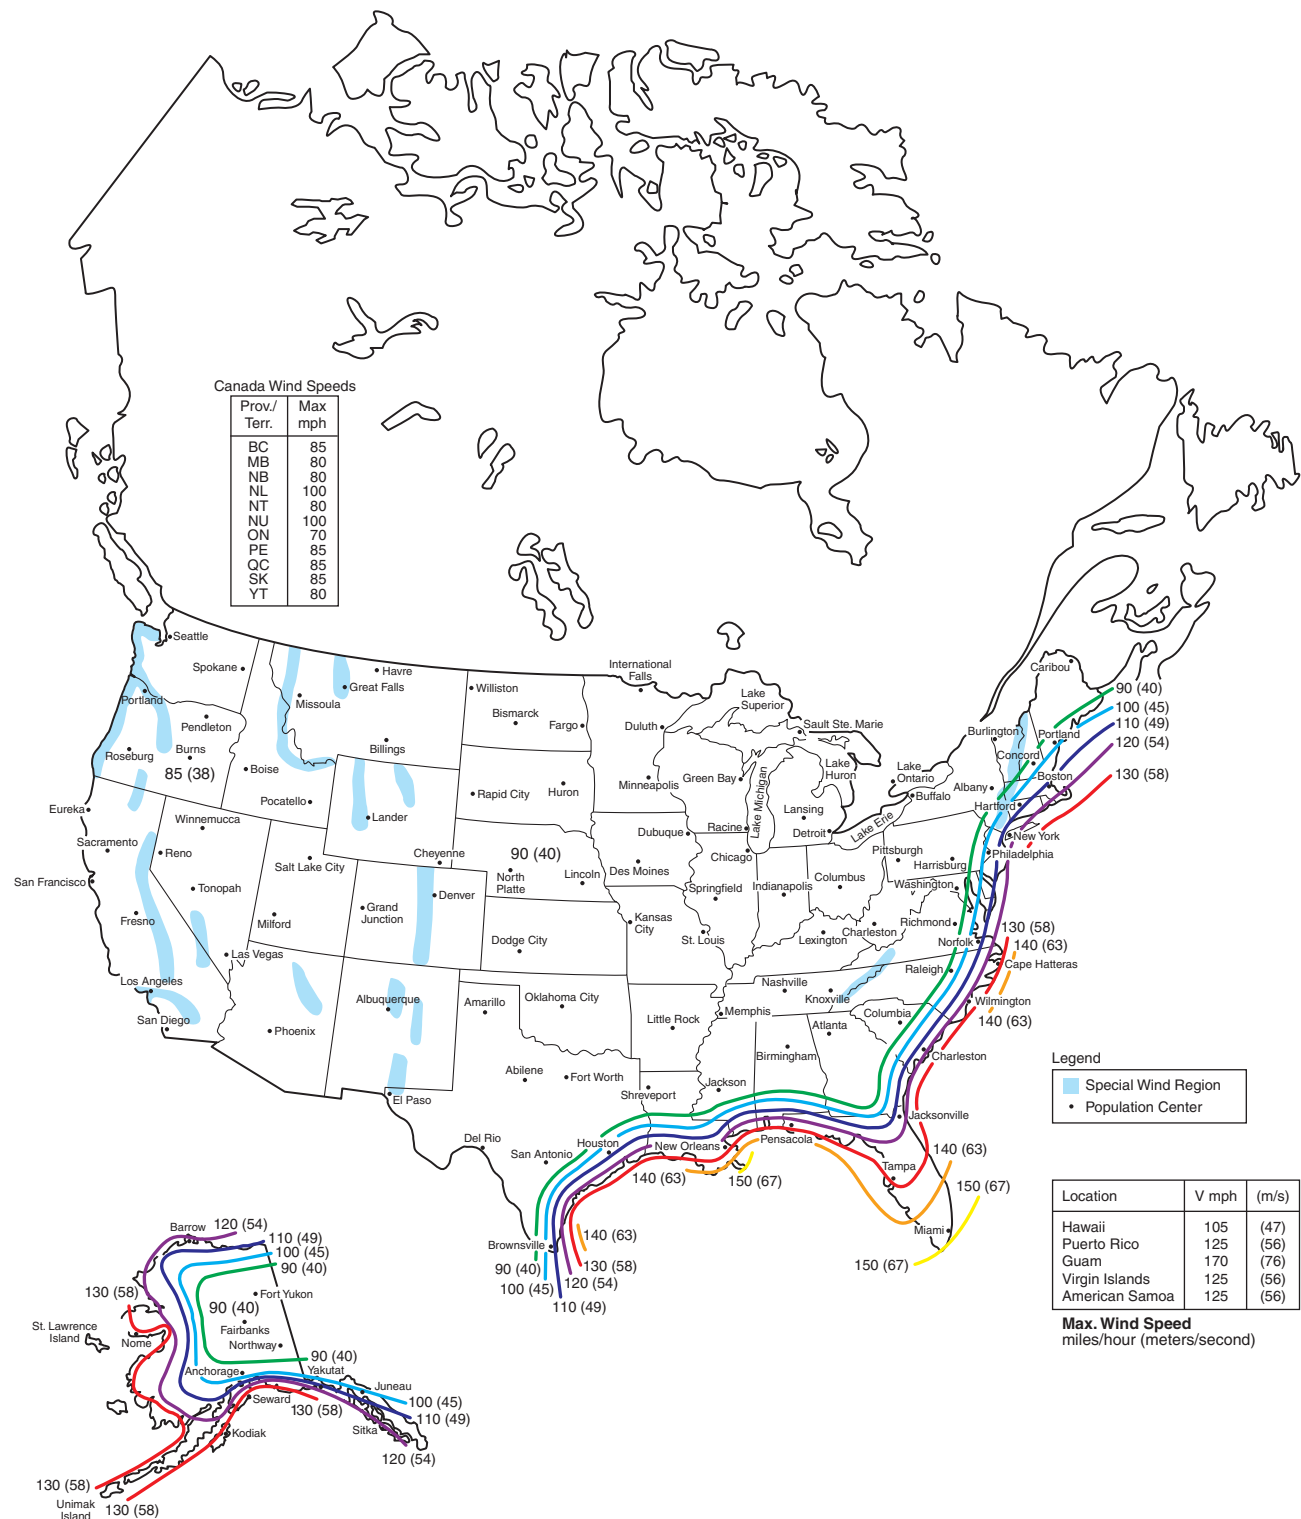 Canada Wind Speeds
Prov./ Max
Terr. mph
BC 85
MB 80
NB 80
NL 100
NT 80
NU 100
ON 70
PE 85
QC 85
SK 85
YT 80
Seattle
Spokane
Portland
Pendleton
Roseburg
Burns
85 (38)
Boise
Pocatello
Missoula
Havre
Great Falls
Billings
Lander
Cheyenne
Williston
Bismarck
Fargo
Rapid City
Huron
90 (40)
North
Platte
Lincoln
International
Falls
Duluth
Minneapolis
Lake
Superior
Sault Ste. Marie
Green Bay
Lake Michigan
Lake
Huron
Lansing
Detroit
Lake Erie
Lake
Ontario
Buffalo
Dubuque
Racine
Chicago
Des Moines
Eureka
Sacramento
San Francisco
Fresno
Los Angeles
San Diego
Winnemucca
Reno
Tonopah
Las Vegas
Salt Lake City
Milford
Grand
Junction
Denver
Dodge City
Kansas
City
Springfield
St. Louis
Indianapolis
Columbus
Lexington
Charleston
Pittsburgh
Harrisburg
Washington
Richmond
Norfolk
Raleigh
Caribou
Burlington
Portland
Concord
Boston
Albany
Hartford
New York
Philadelphia
90 (40)
100 (45)
110 (49)
120 (54)
130 (58)
130 (58)
140 (63)
Cape Hatteras
Wilmington
140 (63)
Charleston
Columbia
Atlanta
Knoxville
Nashville
Memphis
Birmingham
Jackson
Little Rock
Shreveport
Oklahoma City
Amarillo
Albuquerque
Phoenix
El Paso
Abilene
Fort Worth
Del Rio
San Antonio
Houston
New Orleans
Pensacola
Jacksonville
Tampa
Miami
140 (63)
150 (67)
140 (63)
150 (67)
150 (67)
Brownsville
140 (63)
130 (58)
120 (54)
90 (40)
100 (45)
110 (49)
Legend
Special Wind Region
Population Center
Location V mph (m/s)
Hawaii 105 (47)
Puerto Rico 125 (56)
Guam 170 (76)
Virgin Islands 125 (56)
American Samoa 125 (56)
Max. Wind Speed
miles/hour (meters/second)
Barrow
120 (54)
110 (49)
100 (45)
90 (40)
130 (58)
Fort Yukon
90 (40)
Fairbanks
Northway
St. Lawrence
Island
Nome
90 (40)
Anchorage
Yakutat
Juneau
Seward
130 (58)
100 (45)
110 (49)
Sitka
Kodiak
120 (54)
130 (58)
Unimak
Island
130 (58)